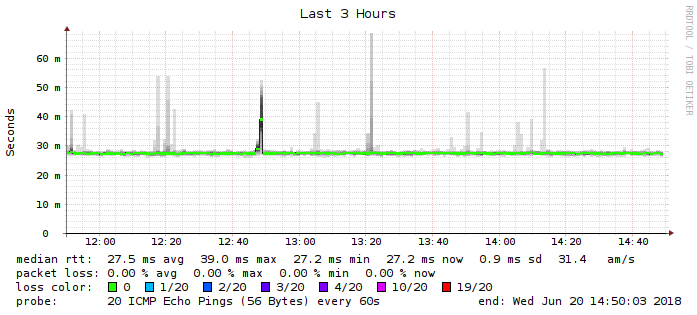 Last 3 Hours
RRDTOOL / TOBI OETIKER
Seconds
60 m
50 m
40 m
30 m
20 m
10 m
0
12:00 12:20 12:40 13:00 13:20 13:40 14:00 14:20 14:40
median rtt: 27.5 ms avg 39.0 ms max 27.2 ms min 27.2 ms now 0.9 ms sd 31.4 am/s
packet loss: 0.00 % avg 0.00 % max 0.00 % min 0.00 % now
loss color: 0 1/20 2/20 3/20 4/20 10/20 19/20
probe: 20 ICMP Echo Pings (56 Bytes) every 60s end: Wed Jun 20 14:50:03 2018